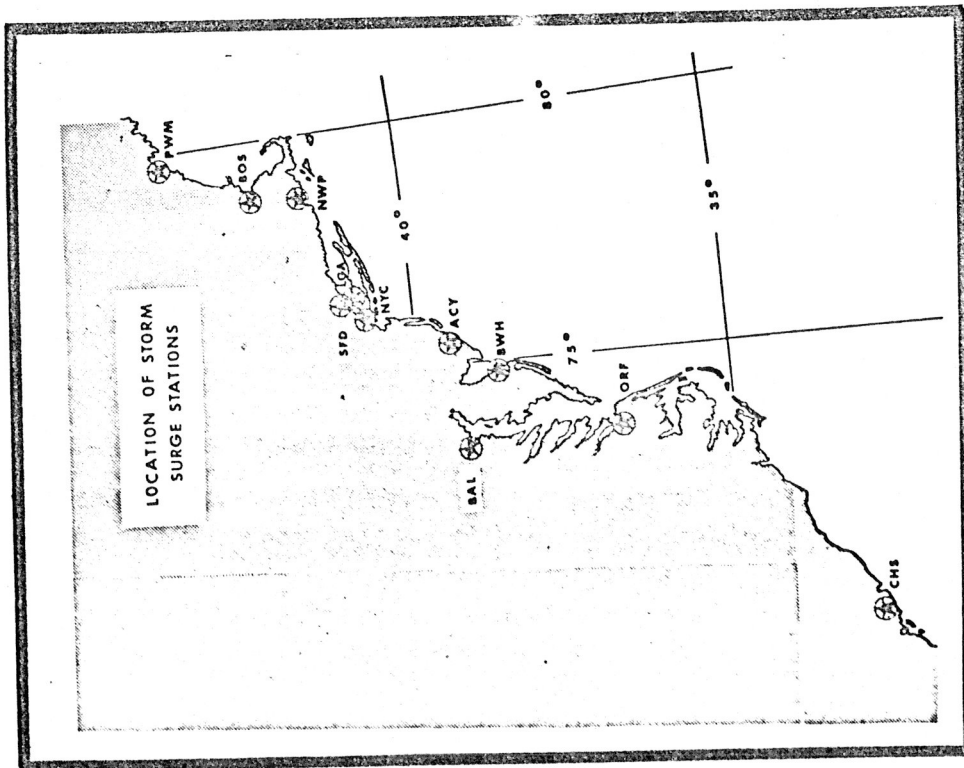 LOCATION OF STORM
SURGE STATIONS
PWM
BOS
NWP
LGA
SFD
NYC
40°
80°
ACY
BWH
75°
35°
ORF
BAL
CHS